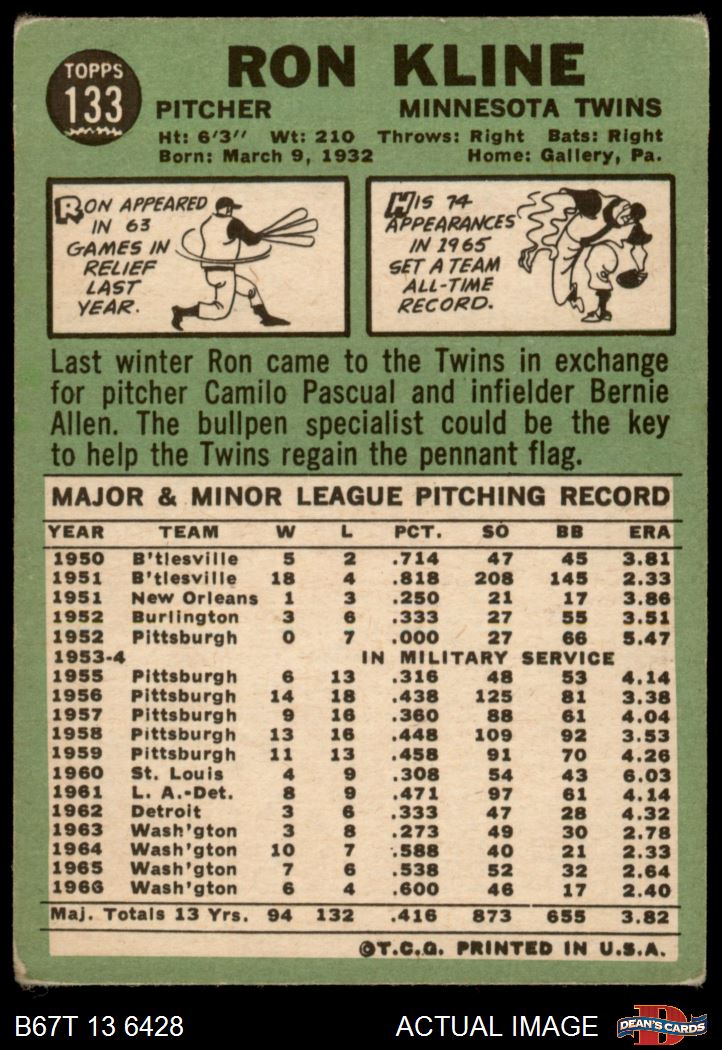 TOPPS
133
RON KLINE
PITCHER MINNESOTA TWINS
Ht: 6'3" Wt: 210 Throws: Right Bats: Right
Born: March 9, 1932 Home: Gallery, Pa.
RON APPEARED
IN 63
GAMES IN
RELIEF
LAST
YEAR.
HIS 74
APPEARANCES
IN 1965
SET A TEAM
ALL-TIME
RECORD.
Last winter Ron came to the Twins in exchange
for pitcher Camilo Pascual and infielder Bernie
Allen. The bullpen specialist could be the key
to help the Twins regain the pennant flag.
MAJOR & MINOR LEAGUE PITCHING RECORD
YEAR TEAM W L PCT. SO BB ERA
1950 B'tlesville 5 2 .714 47 45 3.81
1951 B'tlesville 18 4 .818 208 145 2.33
1951 New Orleans 1 3 .250 21 17 3.86
1952 Burlington 3 6 .333 27 55 3.51
1952 Pittsburgh 0 7 .000 27 66 5.47
1953-4 IN MILITARY SERVICE
1955 Pittsburgh 6 13 .316 48 53 4.14
1956 Pittsburgh 14 18 .438 125 81 3.38
1957 Pittsburgh 9 16 .360 88 61 4.04
1958 Pittsburgh 13 16 .448 109 92 3.53
1959 Pittsburgh 11 13 .458 91 70 4.26
1960 St. Louis 4 9 .308 54 43 6.03
1961 L. A.-Det. 8 9 .471 97 61 4.14
1962 Detroit 3 6 .333 47 28 4.32
1963 Wash'gton 3 8 .273 49 30 2.78
1964 Wash'gton 10 7 .588 40 21 2.33
1965 Wash'gton 7 6 .538 52 32 2.64
1966 Wash'gton 6 4 .600 46 17 2.40
Maj. Totals 13 Yrs. 94 132 .416 873 655 3.82
©T.C.G. PRINTED IN U.S.A.
B67T 13 6428 ACTUAL IMAGE
D
DEAN'S CARDS